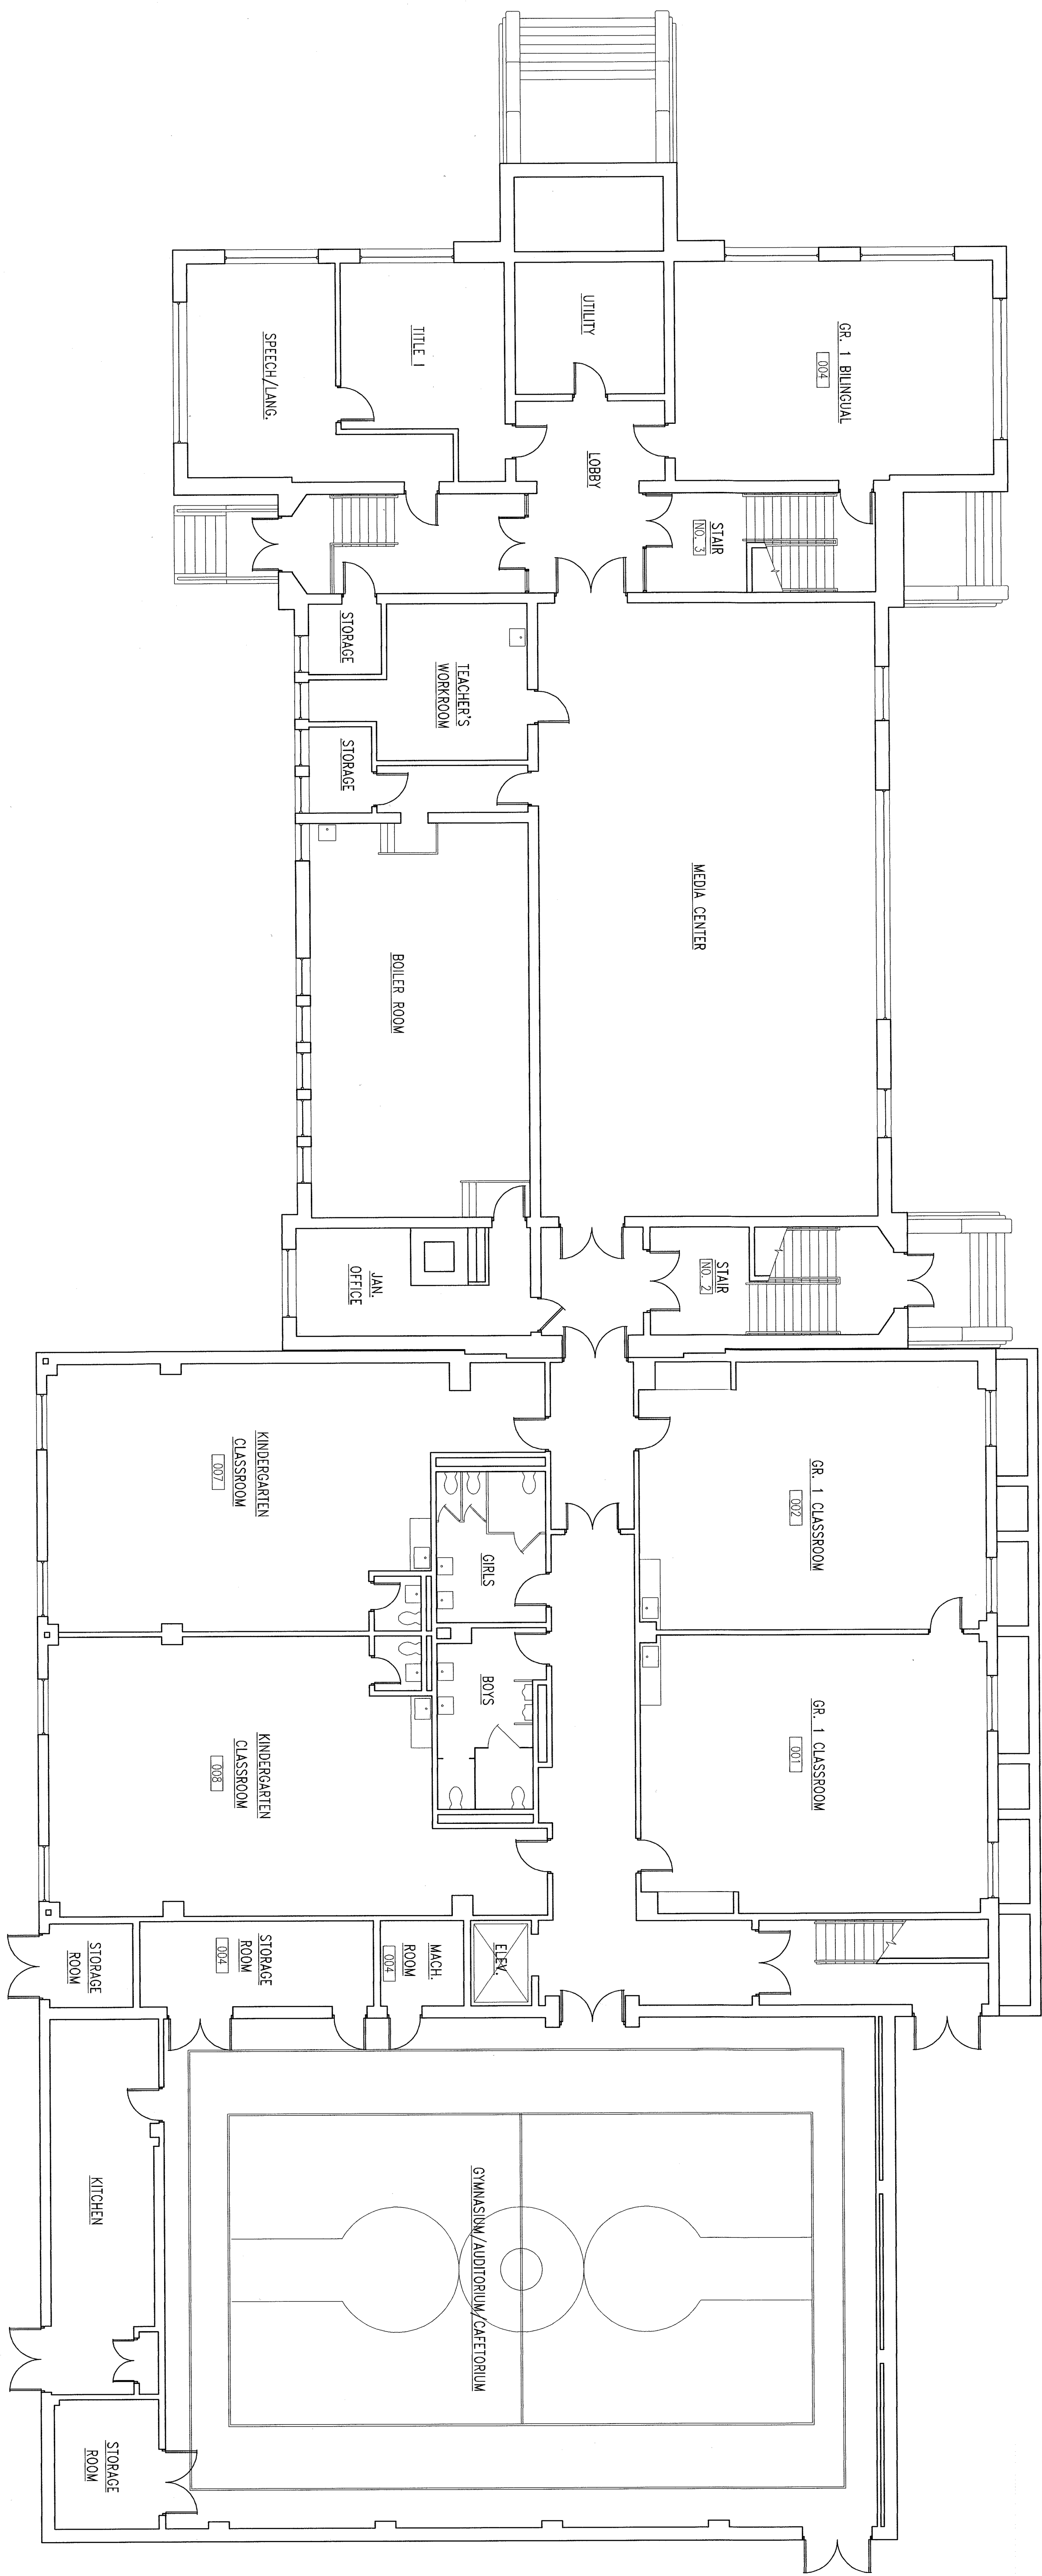 GR. 1 BILINGUAL
004
UTILITY
TITLE I
SPEECH/LANG.
LOBBY
STAIR
NO. 3
STORAGE
TEACHER'S
WORKROOM
STORAGE
MEDIA CENTER
BOILER ROOM
STAIR
NO. 2
JAN.
OFFICE
GR. 1 CLASSROOM
002
KINDERGARTEN
CLASSROOM
007
GIRLS
BOYS
GR. 1 CLASSROOM
001
KINDERGARTEN
CLASSROOM
008
ELEV.
MACH.
ROOM
004
STORAGE
ROOM
004
STORAGE
ROOM
KITCHEN
GYMNASIUM/AUDITORIUM/CAFETORIUM
STORAGE
ROOM